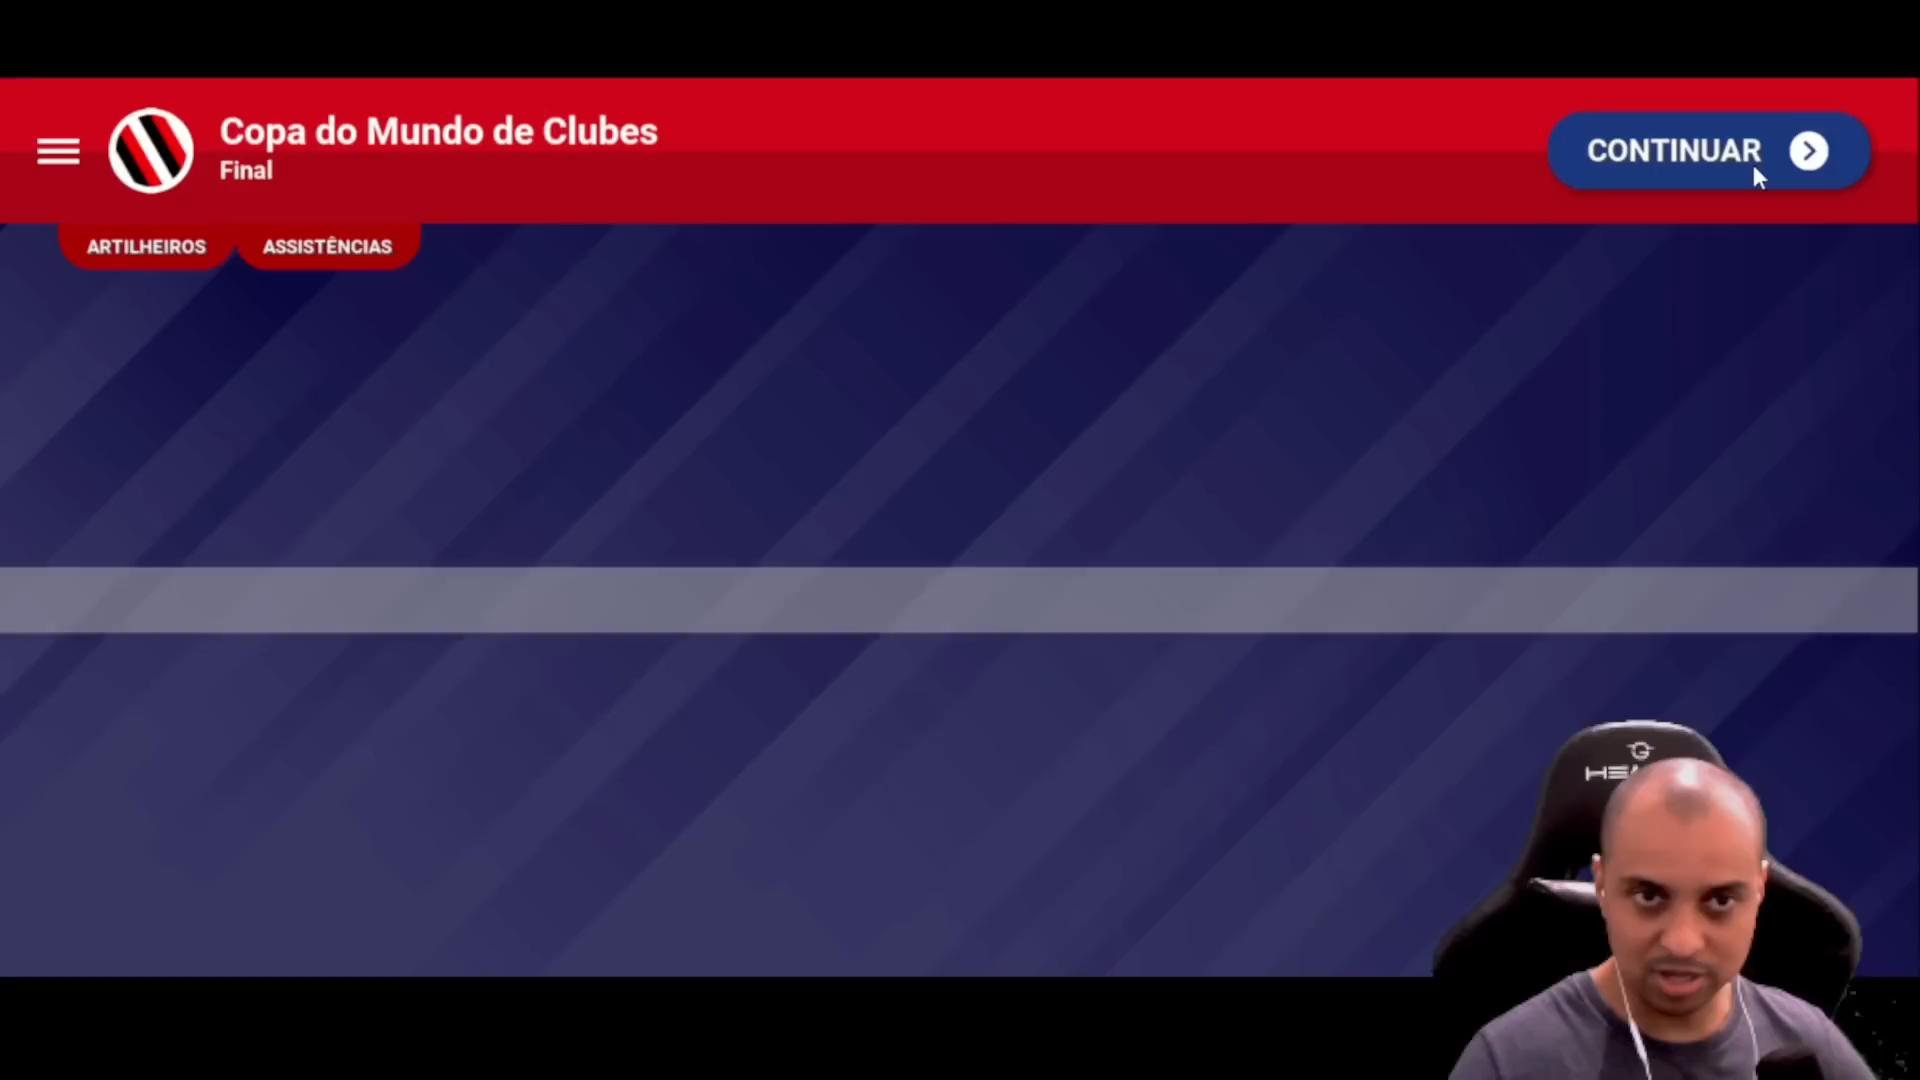 Copa do Mundo de Clubes
Final
CONTINUAR
ARTILHEIROS
ASSISTÊNCIAS